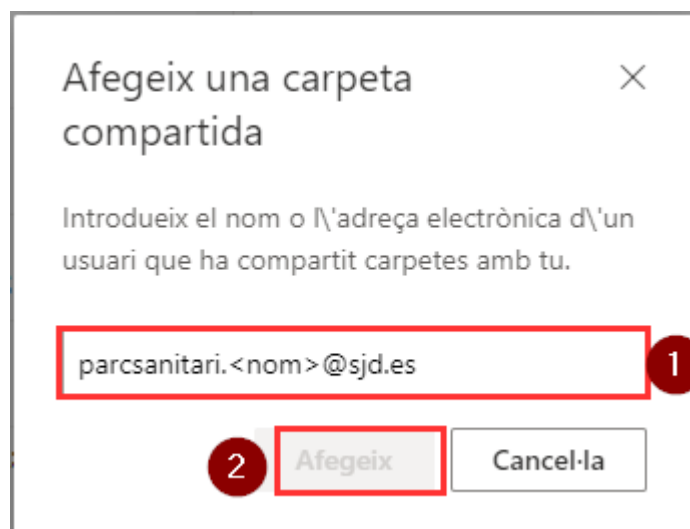 Afegeix una carpeta
compartida
Introdueix el nom o l\'adreça electrònica d\'un
usuari que ha compartit carpetes amb tu.
parcsanitari.<nom>@sjd.es
1
2
Afegeix
Cancel·la